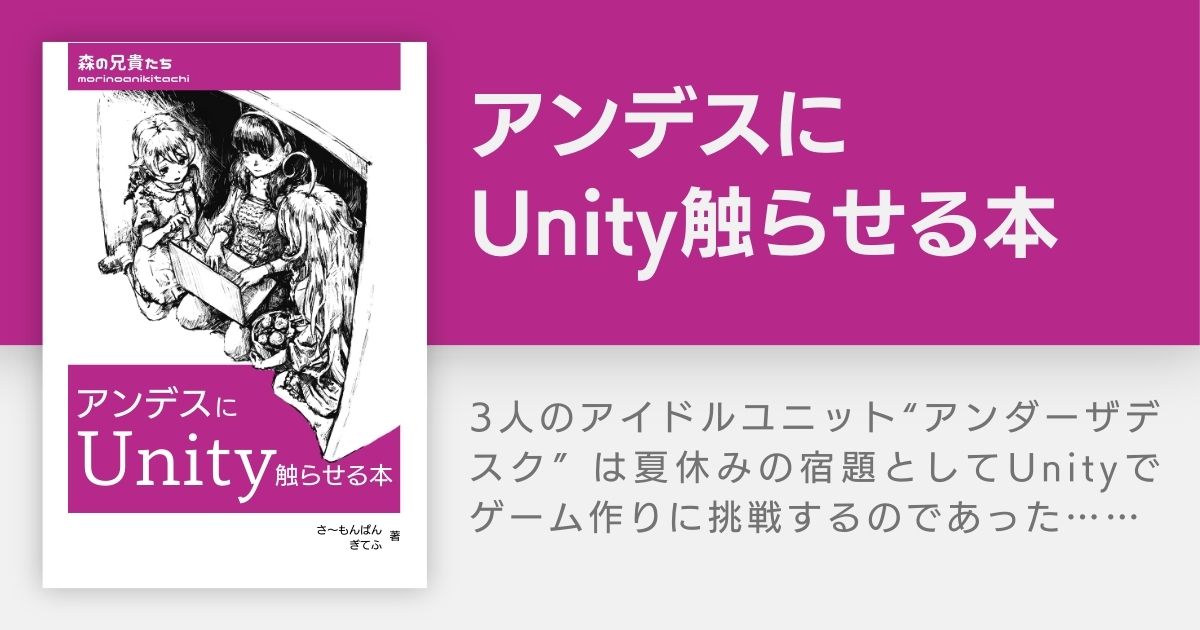 森の兄貴たち
morinoanikitachi
アンデスに
Unity触らせる本
さ〜もんばん
ぎてふ
著
アンデスに
Unity触らせる本
3人のアイドルユニット“アンダーザデ
スク” は夏休みの宿題としてUnityで
ゲーム作りに挑戦するのであった……